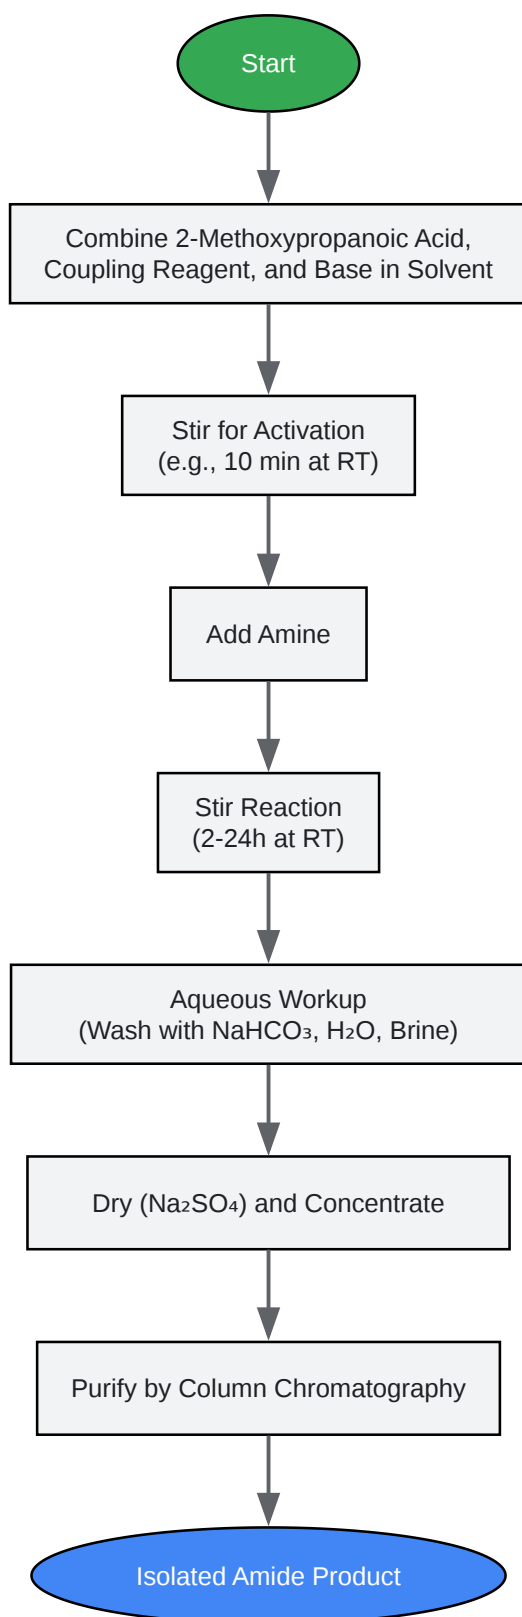 Start
Combine 2-Methoxypropanoic Acid,
Coupling Reagent, and Base in Solvent
Stir for Activation
(e.g., 10 min at RT)
Add Amine
Stir Reaction
(2-24h at RT)
Aqueous Workup
(Wash with NaHCO₃, H₂O, Brine)
Dry (Na₂SO₄) and Concentrate
Purify by Column Chromatography
Isolated Amide Product